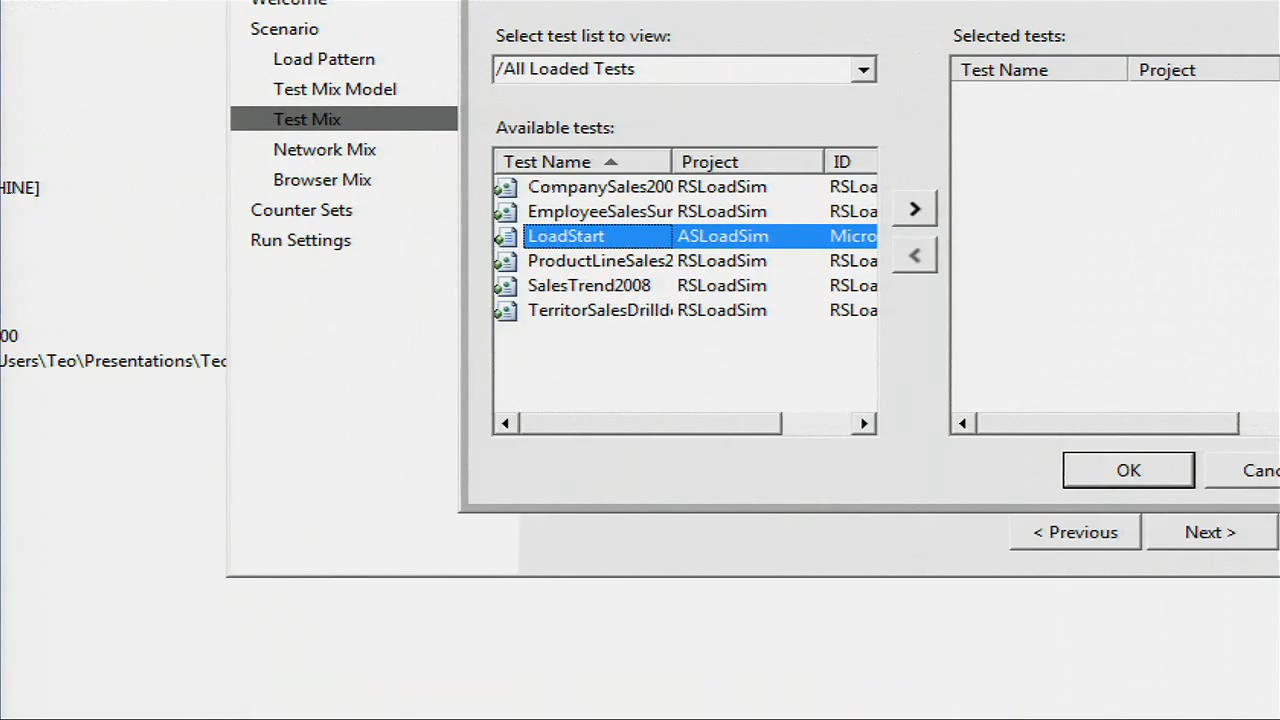 Welcome
Scenario
Load Pattern
Test Mix Model
Test Mix
Network Mix
Browser Mix
Counter Sets
Run Settings
HINE]
00
Users\Teo\Presentations\Tec
Select test list to view:
/All Loaded Tests
Available tests:
Test Name Project ID
CompanySales200 RSLoadSim RSLoa
EmployeeSalesSur RSLoadSim RSLoa
LoadStart ASLoadSim Micro
ProductLineSales2 RSLoadSim RSLoa
SalesTrend2008 RSLoadSim RSLoa
TerritorSalesDrilld RSLoadSim RSLoa
>
<
Selected tests:
Test Name Project
OK Canc
< Previous Next >